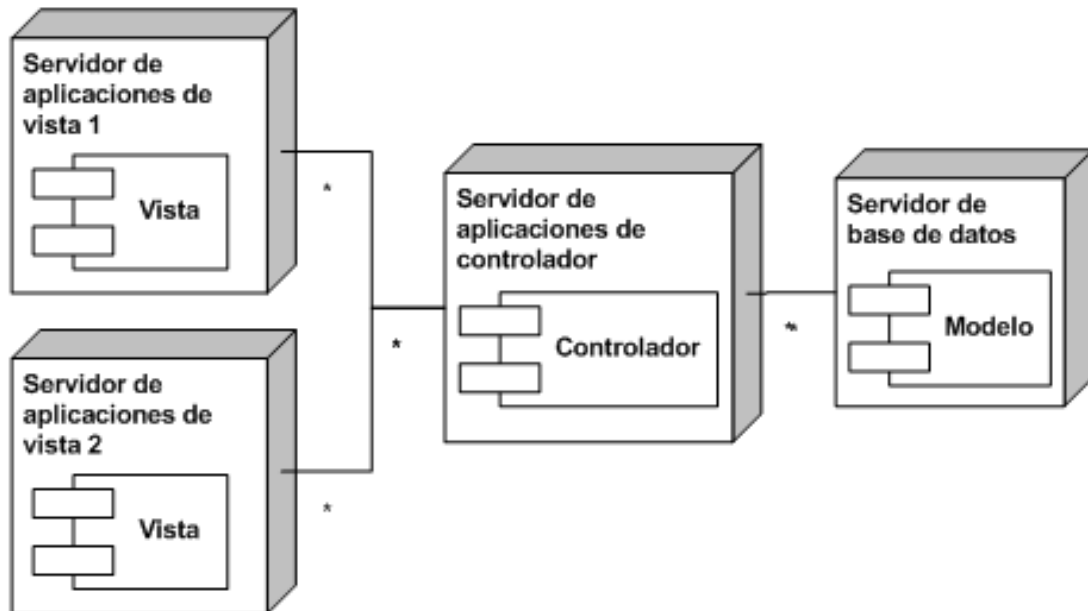 Servidor de
aplicaciones de
vista 1
Vista
*
Servidor de
aplicaciones de
vista 2
Vista
*
*
Servidor de
aplicaciones de
controlador
Controlador
**
Servidor de
base de datos
Modelo